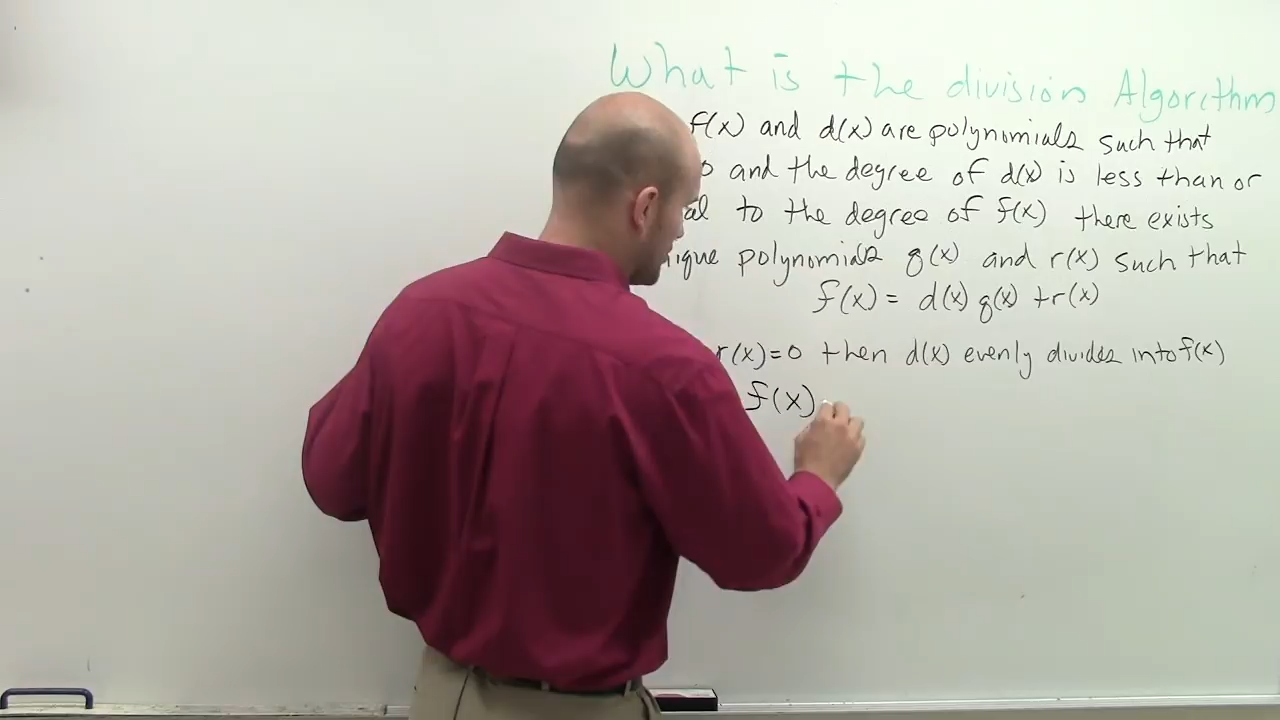 What is the division Algorithm
f(x) and d(x) are polynomials such that
0 and the degree of d(x) is less than or
al to the degree of f(x) there exists
ique polynomials q(x) and r(x) such that
f(x) = d(x) q(x) + r(x)
r(x)=0 then d(x) evenly divides into f(x)
f(x)